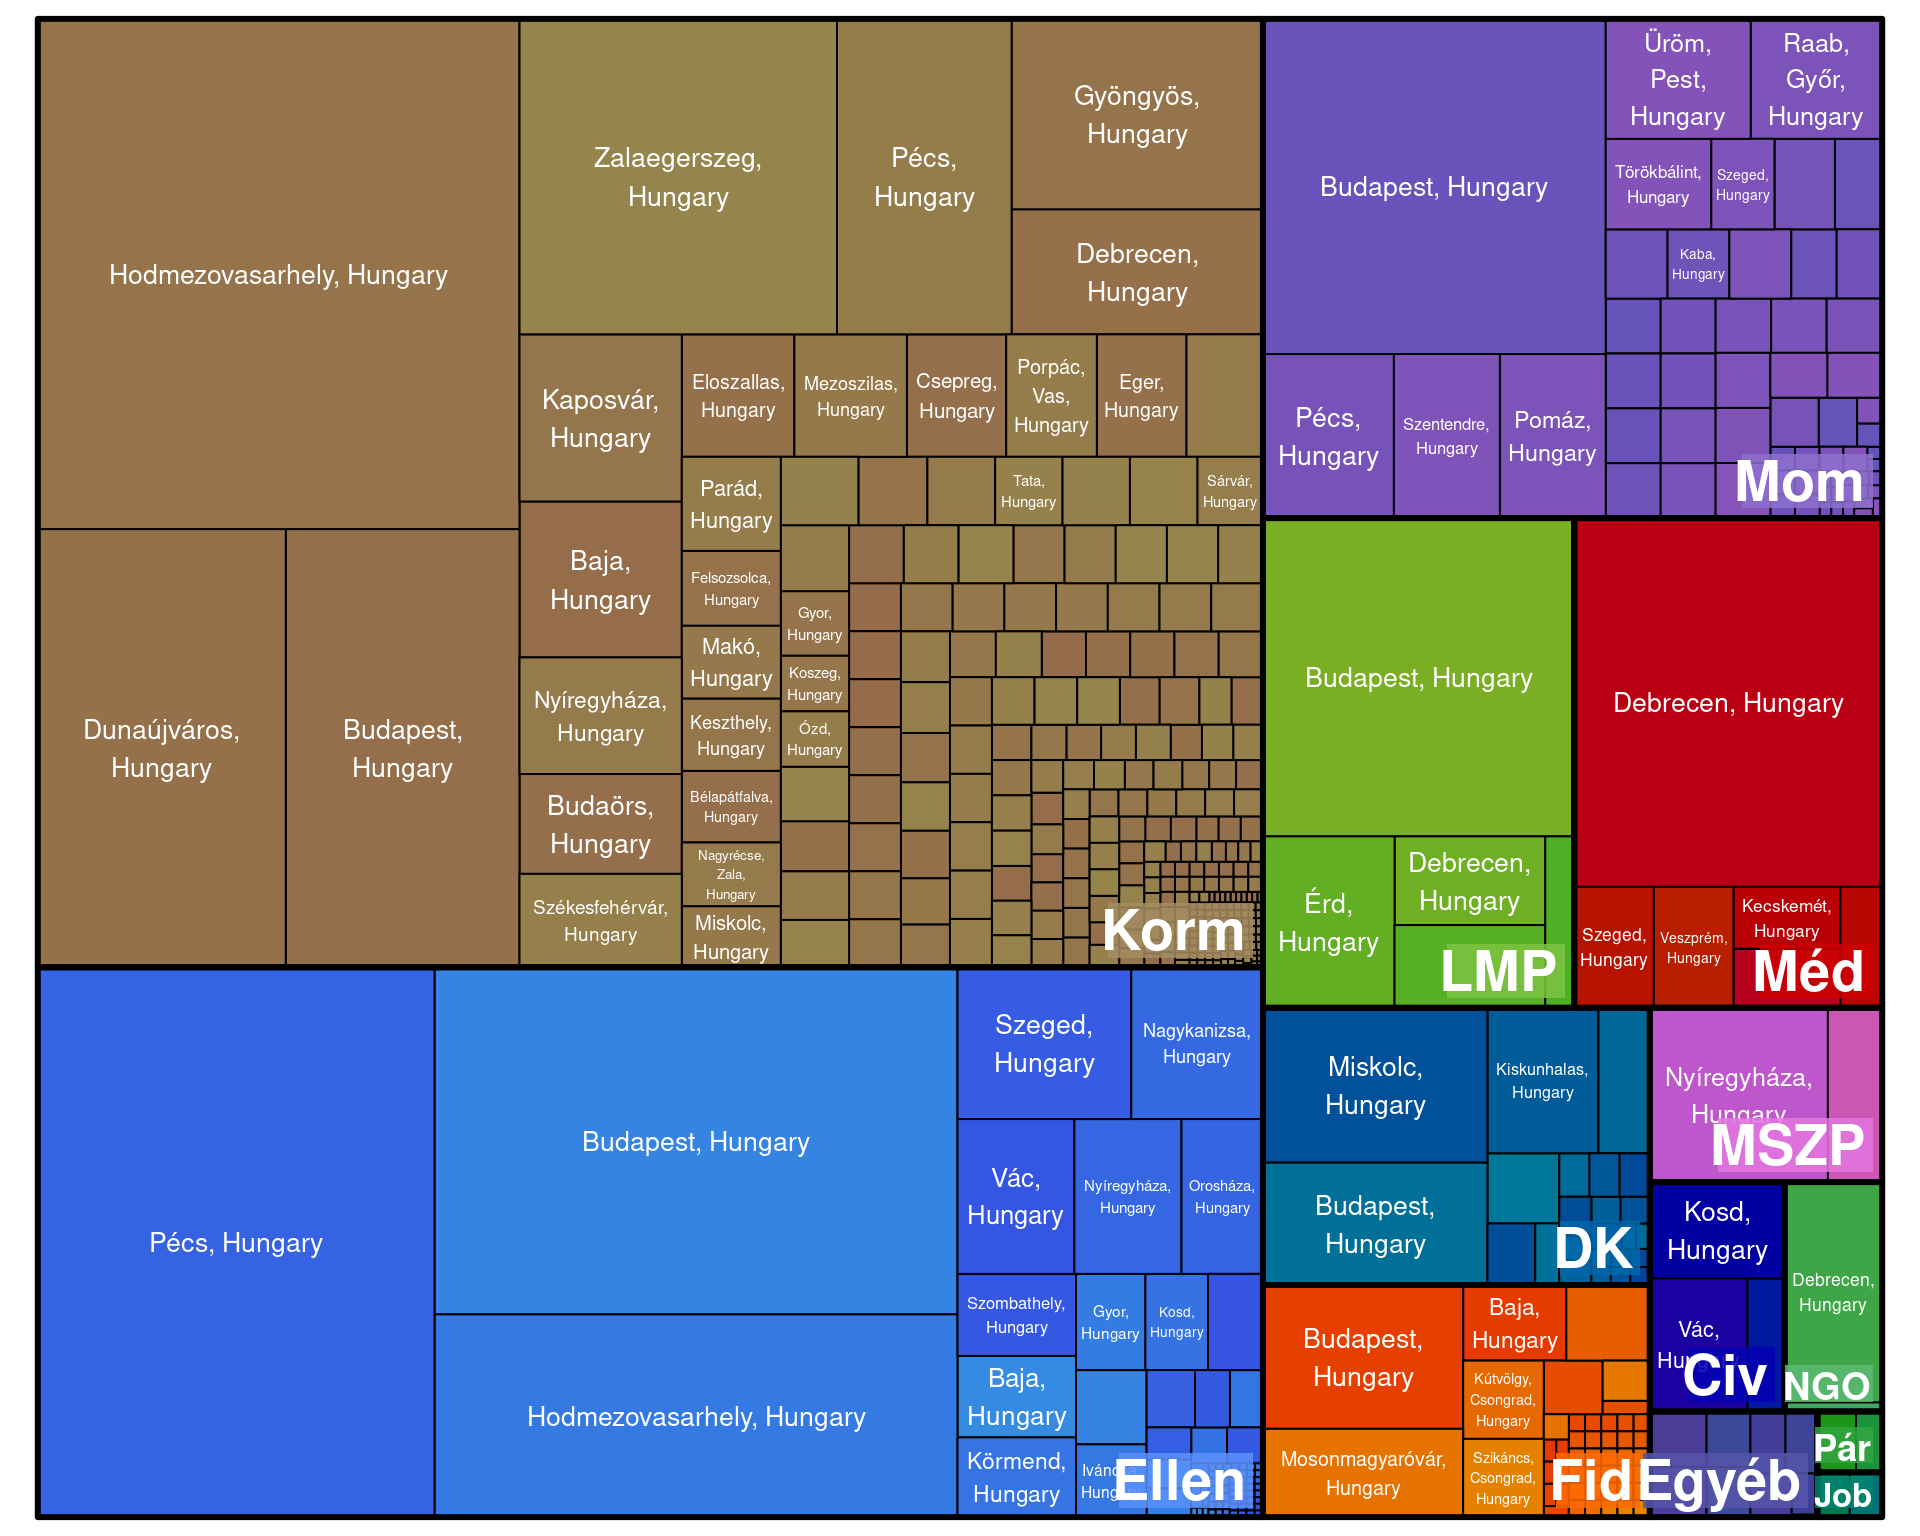 Hodmezovasarhely, Hungary
Dunaújváros,
Hungary
Budapest,
Hungary
Zalaegerszeg,
Hungary
Pécs,
Hungary
Gyöngyös,
Hungary
Debrecen,
Hungary
Kaposvár,
Hungary
Baja,
Hungary
Nyíregyháza,
Hungary
Budaörs,
Hungary
Székesfehérvár,
Hungary
Eloszallas,
Hungary
Mezoszilas,
Hungary
Csepreg,
Hungary
Porpác,
Vas,
Hungary
Eger,
Hungary
Parád,
Hungary
Felsozsolca,
Hungary
Makó,
Hungary
Keszthely,
Hungary
Bélapátfalva,
Hungary
Nagyrécse,
Zala,
Hungary
Miskolc,
Hungary
Tata,
Hungary
Sárvár,
Hungary
Gyor,
Hungary
Koszeg,
Hungary
Ózd,
Hungary
Korm
Pécs, Hungary
Budapest, Hungary
Hodmezovasarhely, Hungary
Szeged,
Hungary
Nagykanizsa,
Hungary
Vác,
Hungary
Nyíregyháza,
Hungary
Orosháza,
Hungary
Szombathely,
Hungary
Gyor,
Hungary
Kosd,
Hungary
Baja,
Hungary
Körmend,
Hungary
Ellen
Budapest, Hungary
Üröm,
Pest,
Hungary
Raab,
Győr,
Hungary
Törökbálint,
Hungary
Szeged,
Hungary
Kaba,
Hungary
Pécs,
Hungary
Szentendre,
Hungary
Pomáz,
Hungary
Mom
Budapest, Hungary
Érd,
Hungary
Debrecen,
Hungary
LMP
Debrecen, Hungary
Szeged,
Hungary
Veszprém,
Hungary
Kecskemét,
Hungary
Méd
Miskolc,
Hungary
Kiskunhalas,
Hungary
Budapest,
Hungary
DK
Nyíregyháza,
Hungary
MSZP
Kosd,
Hungary
Vác,
Civ
Debrecen,
Hungary
NGO
Budapest,
Hungary
Baja,
Hungary
Kútvölgy,
Csongrad,
Hungary
Mosonmagyaróvár,
Hungary
Szikáncs,
Csongrad,
Hungary
Fid
Egyéb
Pár
Job